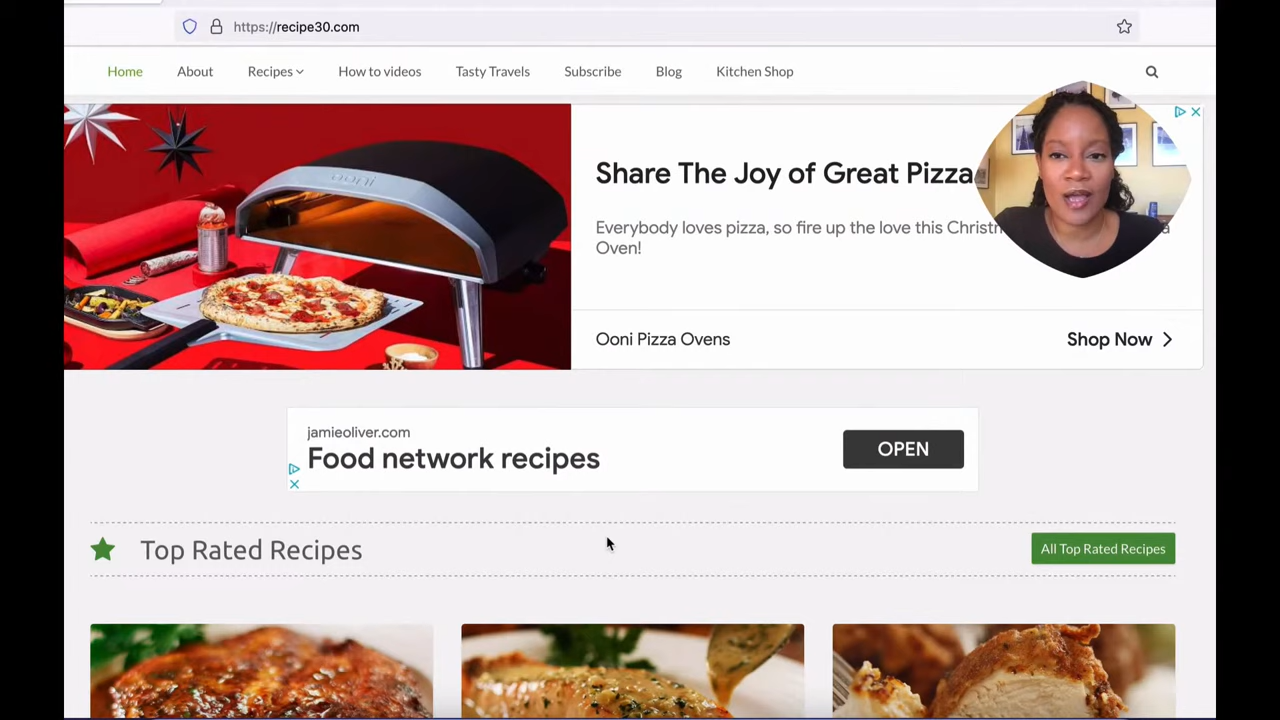 https://recipe30.com
Home About Recipes How to videos Tasty Travels Subscribe Blog Kitchen Shop
ooni
Share The Joy of Great Pizza
Everybody loves pizza, so fire up the love this
Oven!
Ooni Pizza Ovens
Shop Now
jamieoliver.com
Food network recipes
OPEN
Top Rated Recipes
All Top Rated Recipes